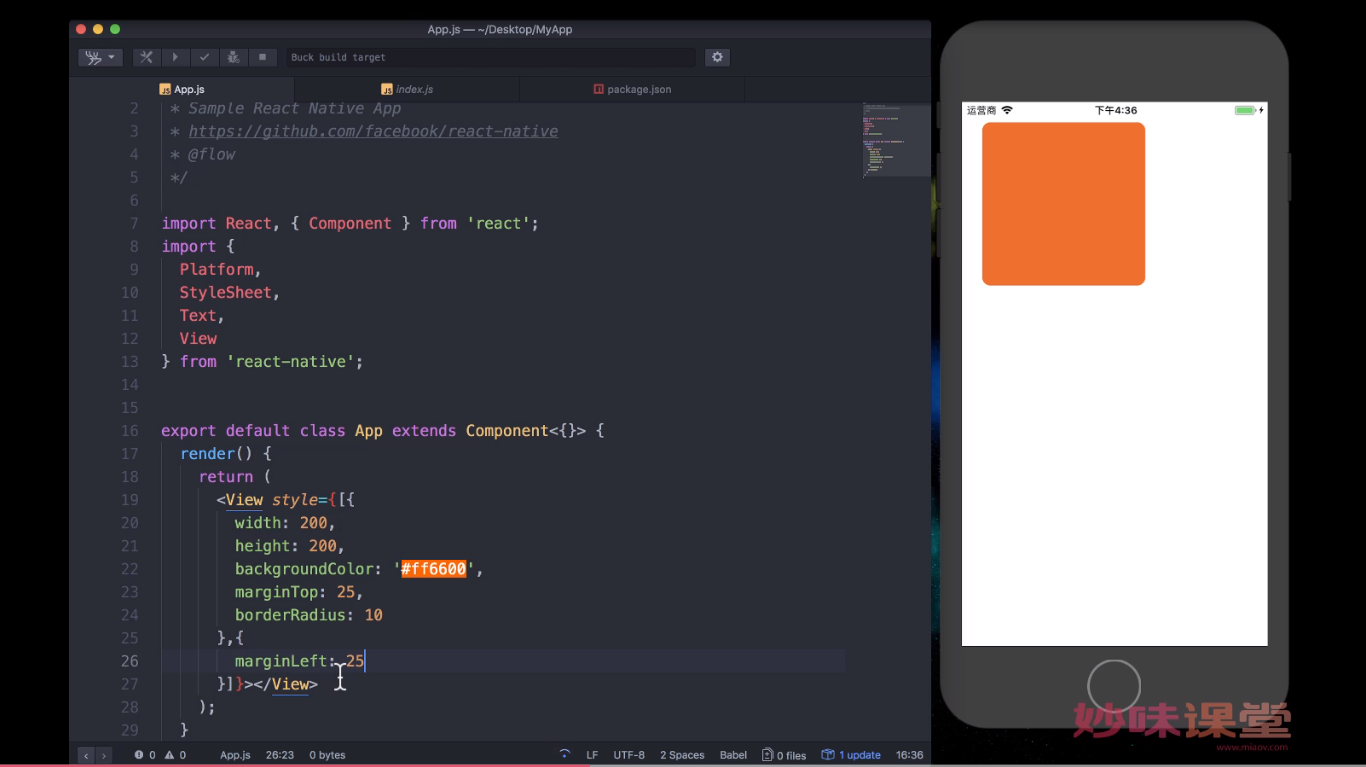 App.js — ~/Desktop/MyApp
Buck build target
App.js
index.js
package.json
2 * Sample React Native App
3 * https://github.com/facebook/react-native
4 * @flow
5 */
6
7 import React, { Component } from 'react';
8 import {
9 Platform,
10 StyleSheet,
11 Text,
12 View
13 } from 'react-native';
14
15
16 export default class App extends Component<{}> {
17 render() {
18 return (
19 <View style={[{
20 width: 200,
21 height: 200,
22 backgroundColor: '#ff6600',
23 marginTop: 25,
24 borderRadius: 10
25 },{
26 marginLeft: 25
27 }]}></View>
28 );
29 }
0 0 App.js 26:23 0 bytes LF UTF-8 2 Spaces Babel 0 files 1 update 16:36
运营商 下午4:36
妙味课堂
www.miaov.com